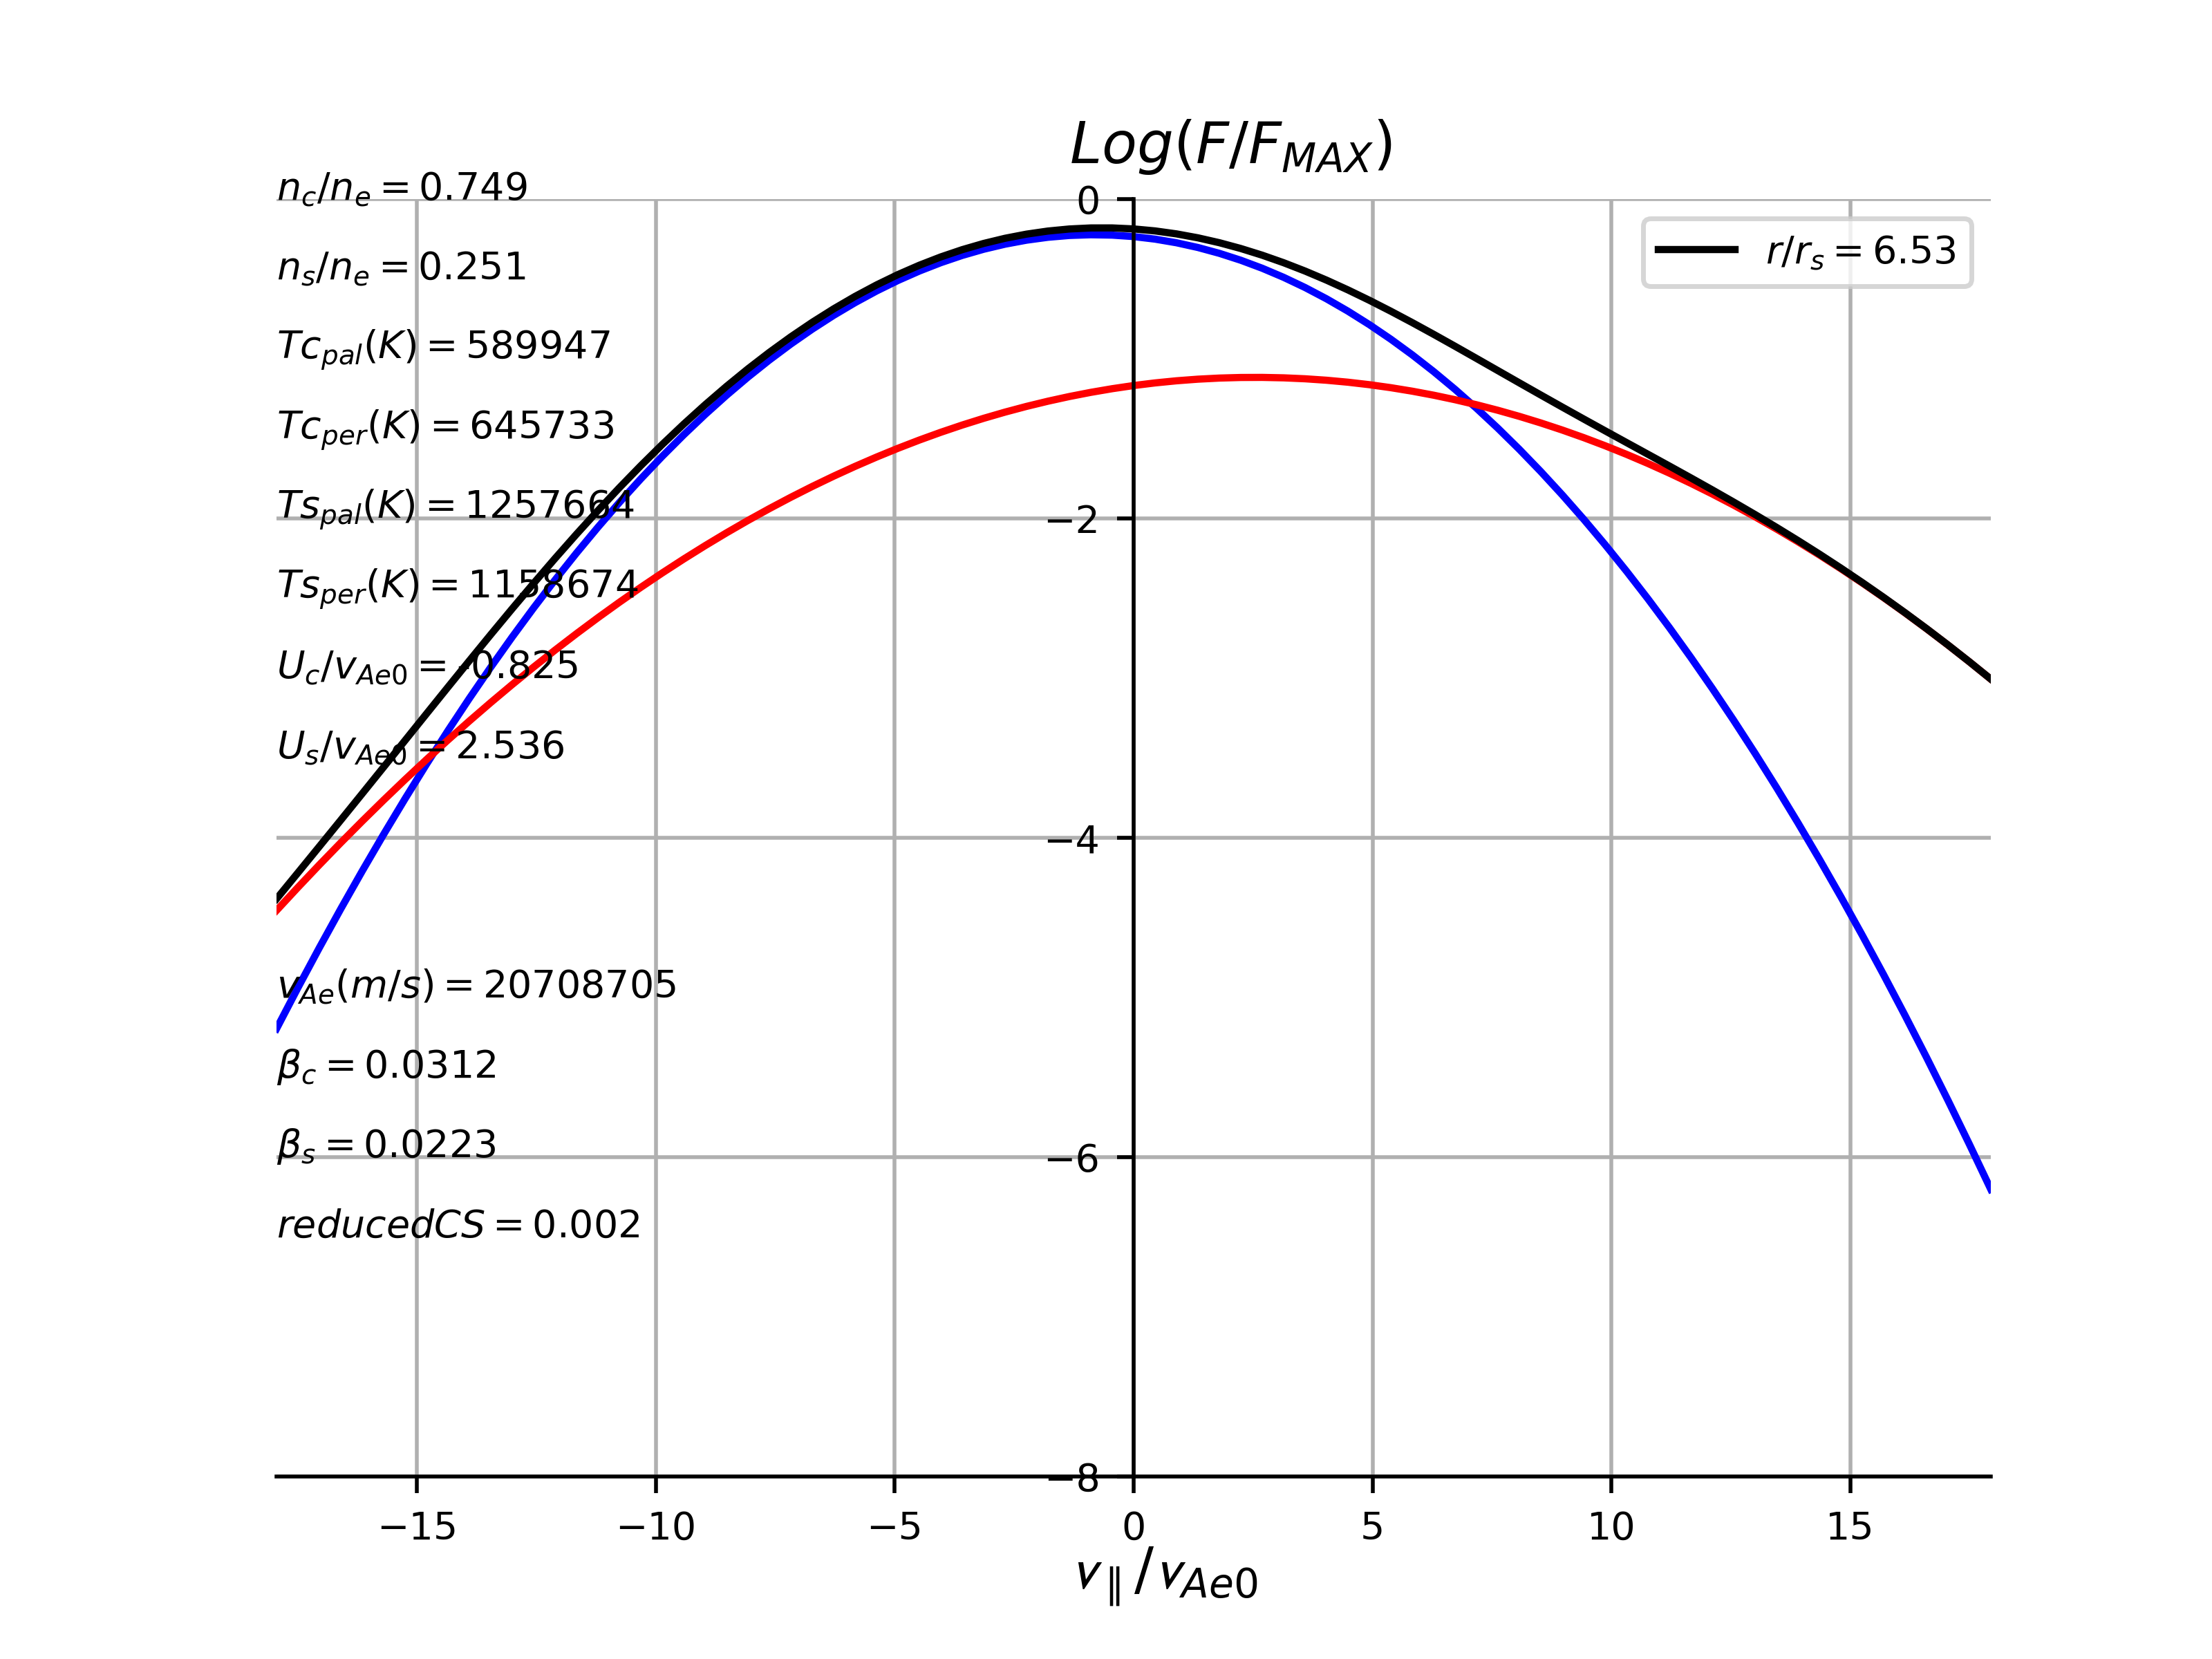 Log(F/F_MAX)
n_c/n_e = 0.749
n_s/n_e = 0.251
Tc_pal(K) = 589947
Tc_per(K) = 645733
Ts_pal(K) = 1257664
Ts_per(K) = 1158674
U_c/v_Ae0 = -0.825
U_s/v_Ae0 = 2.536
v_Ae(m/s) = 20708705
β_c = 0.0312
β_s = 0.0223
reducedCS = 0.002
r/r_s = 6.53
0
−2
−4
−6
−8
−15 −10 −5 0 5 10 15
v_∥/v_Ae0